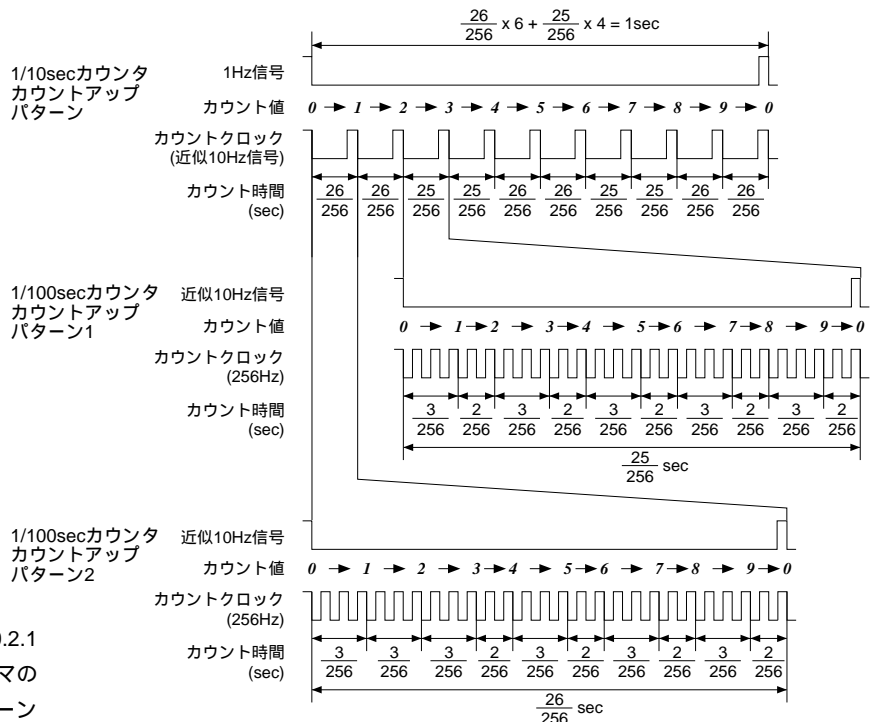 26/256 x 6 + 25/256 x 4 = 1sec
1/10secカウンタ
カウントアップ
パターン
1Hz信号
カウント値 0 → 1 → 2 → 3 → 4 → 5 → 6 → 7 → 8 → 9 → 0
カウントクロック
(近似10Hz信号)
カウント時間
(sec)
26/256 26/256 25/256 25/256 26/256 26/256 25/256 25/256 26/256 26/256
1/100secカウンタ
カウントアップ
パターン1
近似10Hz信号
カウント値 0 → 1 → 2 → 3 → 4 → 5 → 6 → 7 → 8 → 9 → 0
カウントクロック
(256Hz)
カウント時間
(sec)
3/256 2/256 3/256 2/256 3/256 2/256 3/256 2/256 3/256 2/256
25/256 sec
1/100secカウンタ
カウントアップ
パターン2
近似10Hz信号
カウント値 0 → 1 → 2 → 3 → 4 → 5 → 6 → 7 → 8 → 9 → 0
カウントクロック
(256Hz)
カウント時間
(sec)
3/256 3/256 3/256 2/256 3/256 2/256 3/256 2/256 3/256 2/256
26/256 sec
.2.1
マの
ーン